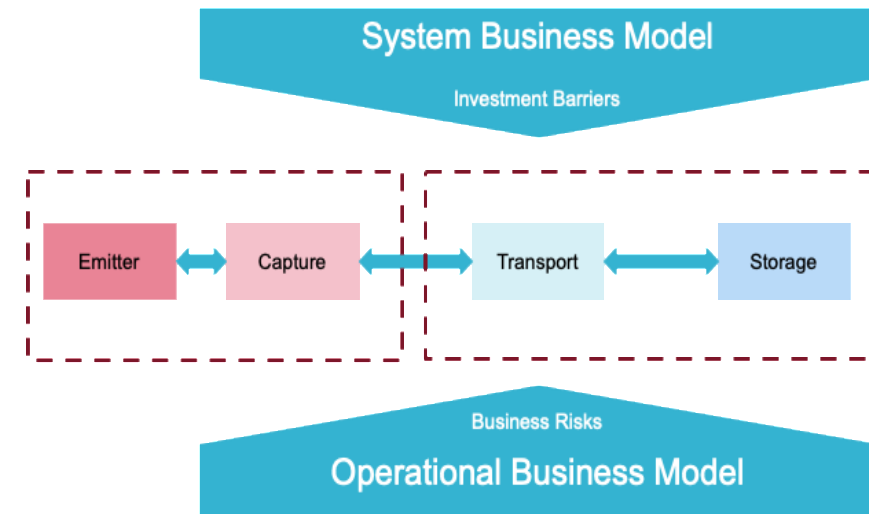 System Business Model
Investment Barriers
Emitter
Capture
Transport
Storage
Business Risks
Operational Business Model